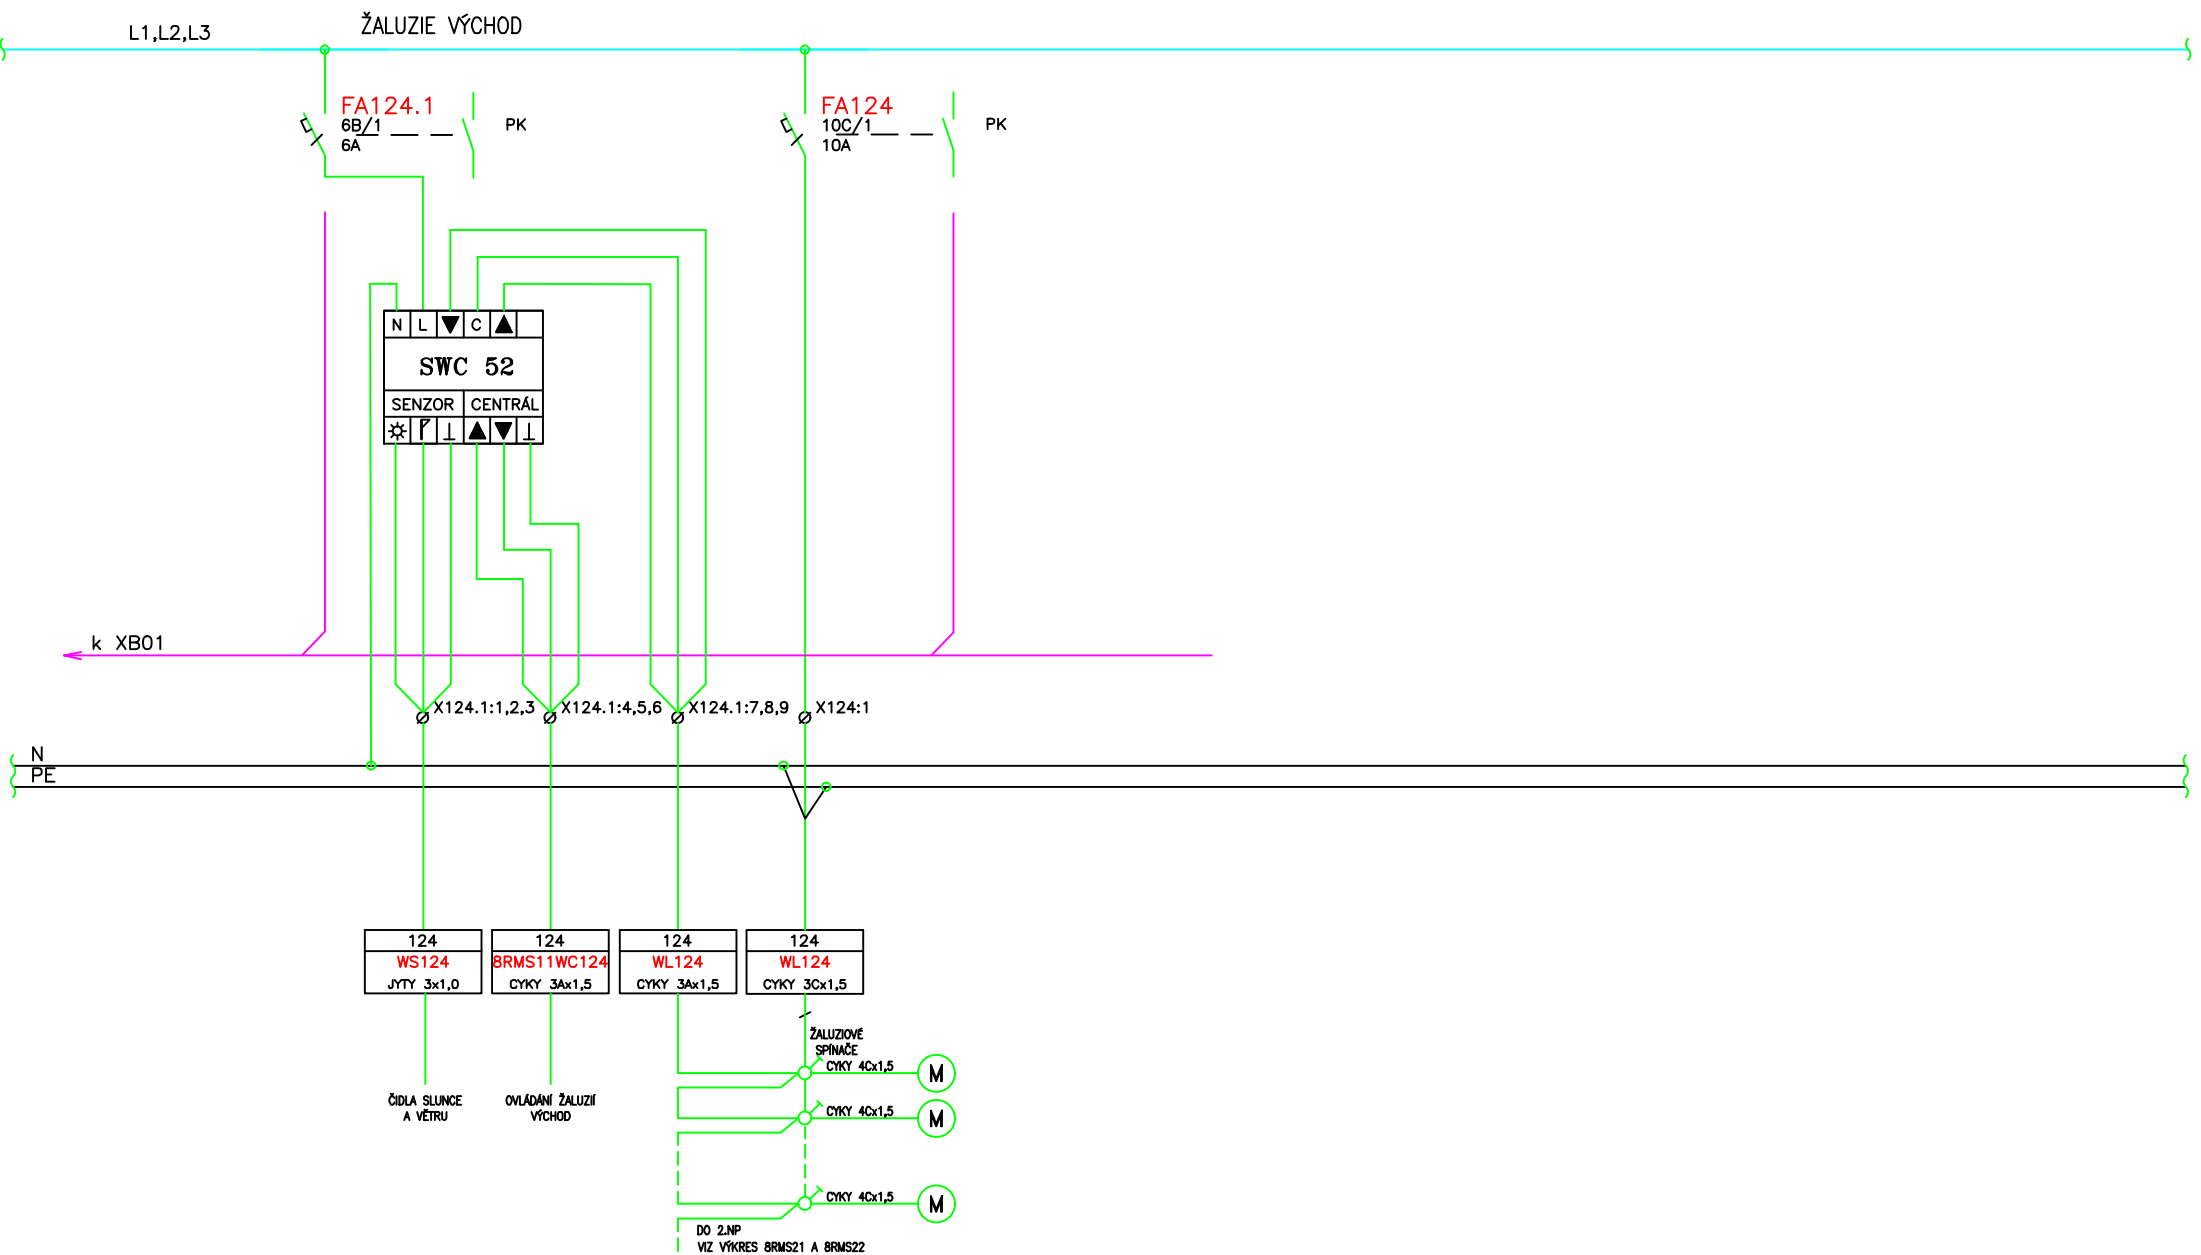 L1,L2,L3
ŽALUZIE VÝCHOD
FA124.1
6B/1
6A
PK
FA124
10C/1
10A
PK
N L C
SWC 52
SENZOR CENTRÁL
k XB01
X124.1:1,2,3
X124.1:4,5,6
X124.1:7,8,9
X124:1
N
PE
124
WS124
JYTY 3x1,0
124
8RMS11WC124
CYKY 3Ax1,5
124
WL124
CYKY 3Ax1,5
124
WL124
CYKY 3Cx1,5
ŽALUZIOVÉ
SPÍNAČE
CYKY 4Cx1,5
M
ČIDLA SLUNCE
A VĚTRU
OVLÁDÁNÍ ŽALUZIÍ
VÝCHOD
CYKY 4Cx1,5
M
CYKY 4Cx1,5
M
DO 2.NP
VIZ VÝKRES 8RMS21 A 8RMS22